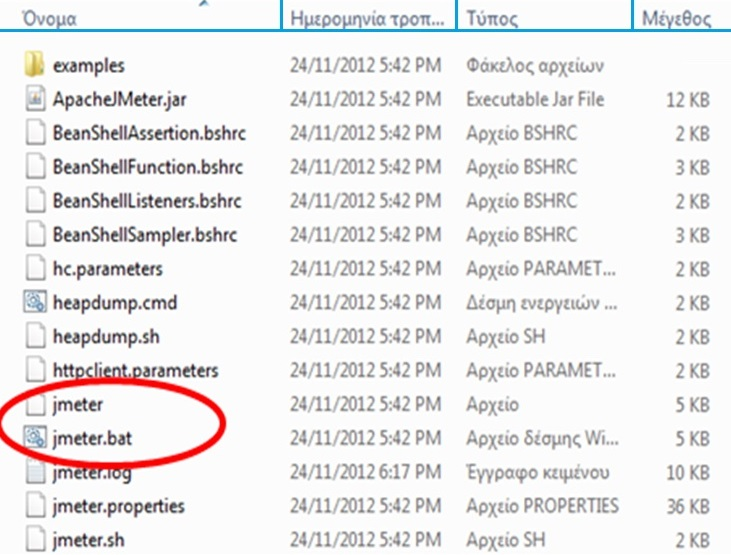 Όνομα Ημερομηνία τροπ... Τύπος Μέγεθος
examples 24/11/2012 5:42 PM Φάκελος αρχείων
ApacheJMeter.jar 24/11/2012 5:42 PM Executable Jar File 12 KB
BeanShellAssertion.bshrc 24/11/2012 5:42 PM Αρχείο BSHRC 2 KB
BeanShellFunction.bshrc 24/11/2012 5:42 PM Αρχείο BSHRC 3 KB
BeanShellListeners.bshrc 24/11/2012 5:42 PM Αρχείο BSHRC 2 KB
BeanShellSampler.bshrc 24/11/2012 5:42 PM Αρχείο BSHRC 3 KB
hc.parameters 24/11/2012 5:42 PM Αρχείο PARAMET... 2 KB
heapdump.cmd 24/11/2012 5:42 PM Δέσμη ενεργειών ... 2 KB
heapdump.sh 24/11/2012 5:42 PM Αρχείο SH 2 KB
httpclient.parameters 24/11/2012 5:42 PM Αρχείο PARAMET... 2 KB
jmeter 24/11/2012 5:42 PM Αρχείο 5 KB
jmeter.bat 24/11/2012 5:42 PM Αρχείο δέσμης Wi... 5 KB
jmeter.log 24/11/2012 6:17 PM Έγγραφο κειμένου 10 KB
jmeter.properties 24/11/2012 5:42 PM Αρχείο PROPERTIES 36 KB
jmeter.sh 24/11/2012 5:42 PM Αρχείο SH 2 KB